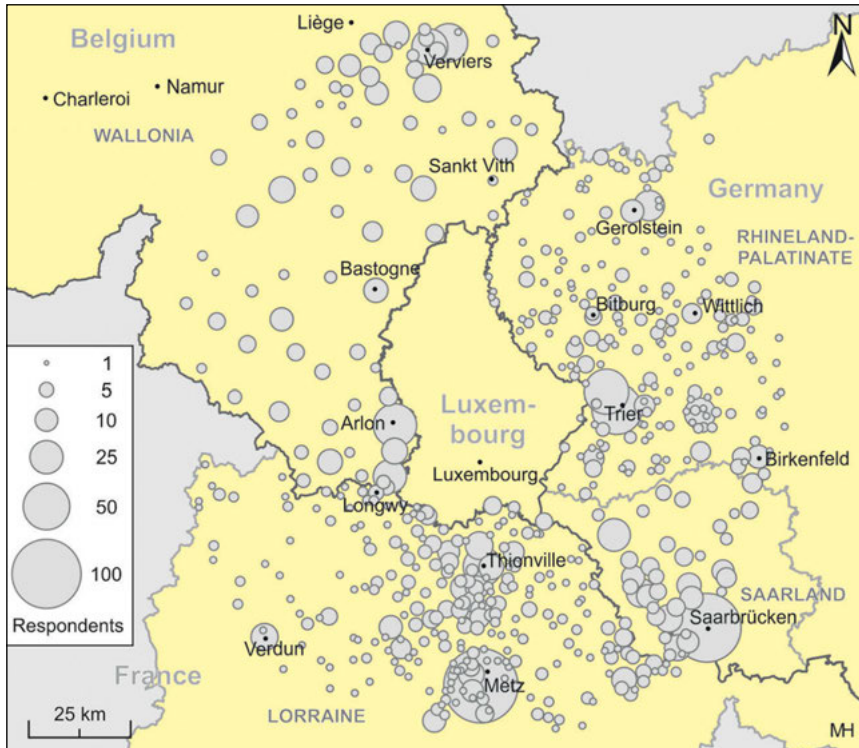 Liège
N
Belgium
Verviers
Namur
Charleroi
WALLONIA
Sankt Vith
Germany
Gerolstein
RHINELAND-
PALATINATE
Bastogne
Bitburg
Wittlich
1
5
10
25
50
100
Respondents
Arlon
Luxem-
bourg
Trier
Luxembourg
Birkenfeld
Longwy
Thionville
SAARLAND
Saarbrücken
Verdun
France
Metz
LORRAINE
25 km
MH